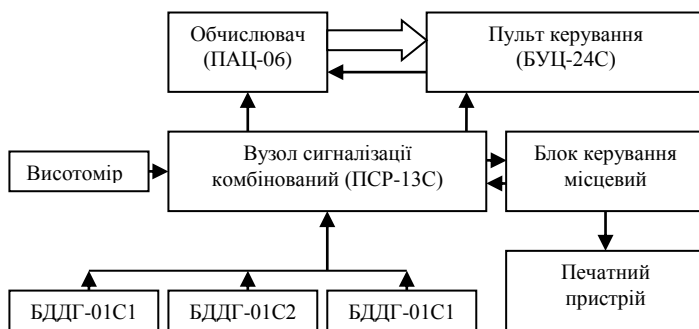 Обчислювач
(ПАЦ-06)
Пульт керування
(БУЦ-24С)
Висотомір
Вузол сигналізації
комбінований (ПСР-13С)
Блок керування
місцевий
Печатний
пристрій
БДДГ-01С1
БДДГ-01С2
БДДГ-01С1